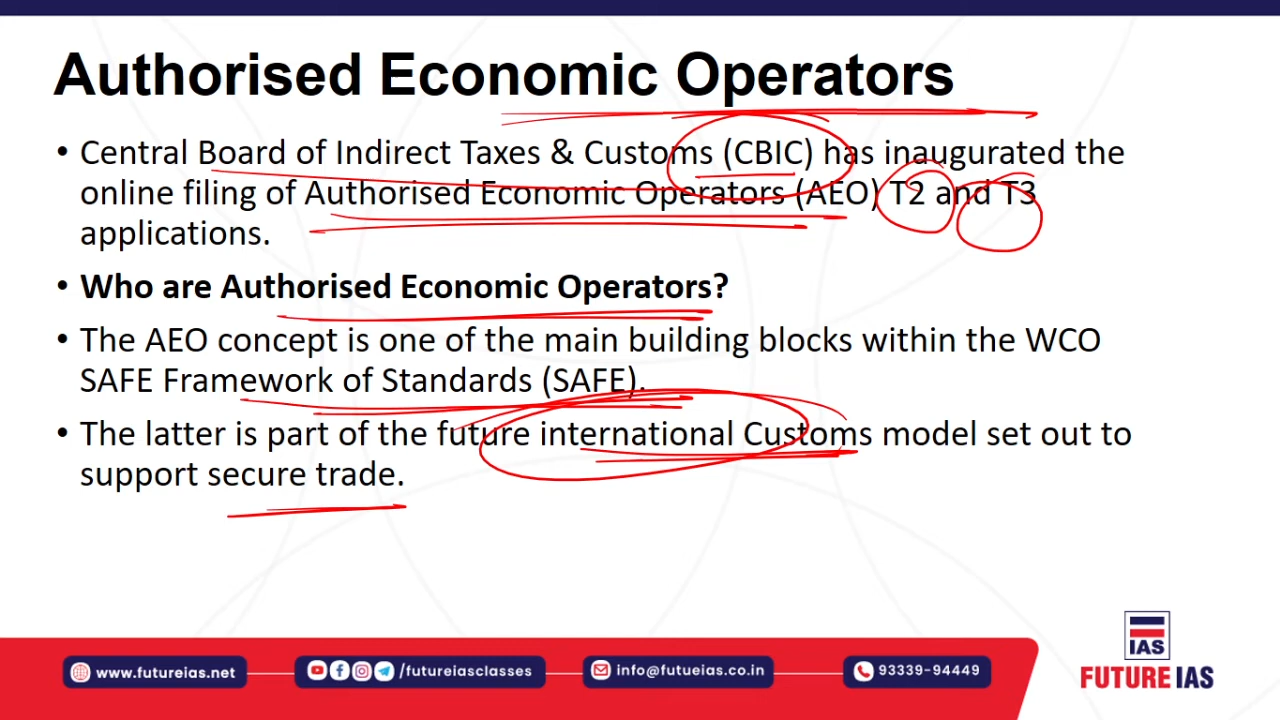 Authorised Economic Operators
• Central Board of Indirect Taxes & Customs (CBIC) has inaugurated the
online filing of Authorised Economic Operators (AEO) T2 and T3
applications.
• Who are Authorised Economic Operators?
• The AEO concept is one of the main building blocks within the WCO
SAFE Framework of Standards (SAFE).
• The latter is part of the future international Customs model set out to
support secure trade.
IAS
FUTURE IAS
www.futureias.net
/futureiasclasses
info@futueias.co.in
93339-94449